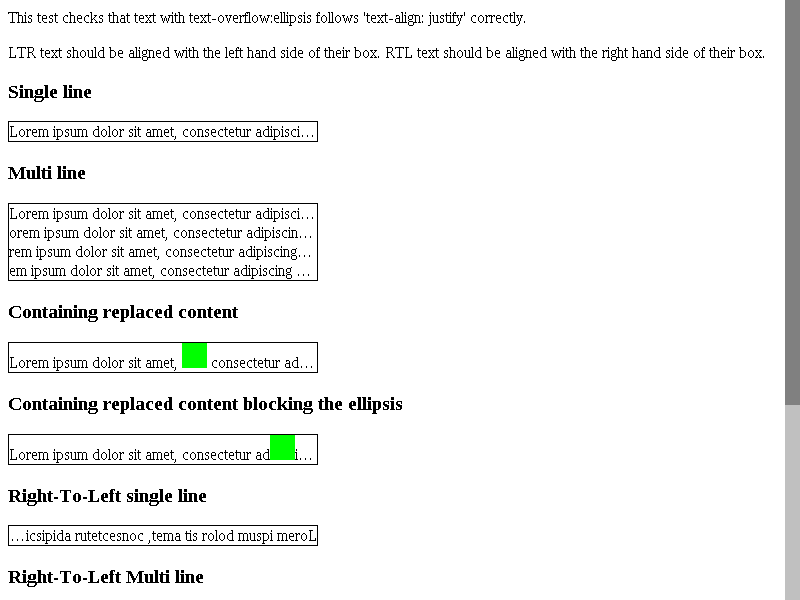 This test checks that text with text-overflow:ellipsis follows 'text-align: justify' correctly.
LTR text should be aligned with the left hand side of their box. RTL text should be aligned with the right hand side of their box.
Single line
Lorem ipsum dolor sit amet, consectetur adipisci…
Multi line
Lorem ipsum dolor sit amet, consectetur adipisci…
orem ipsum dolor sit amet, consectetur adipiscin…
rem ipsum dolor sit amet, consectetur adipiscing…
em ipsum dolor sit amet, consectetur adipiscing …
Containing replaced content
Lorem ipsum dolor sit amet, consectetur ad…
Containing replaced content blocking the ellipsis
Lorem ipsum dolor sit amet, consectetur ad i…
Right-To-Left single line
…icsipida rutetcesnoc ,tema tis rolod muspi meroL
Right-To-Left Multi line